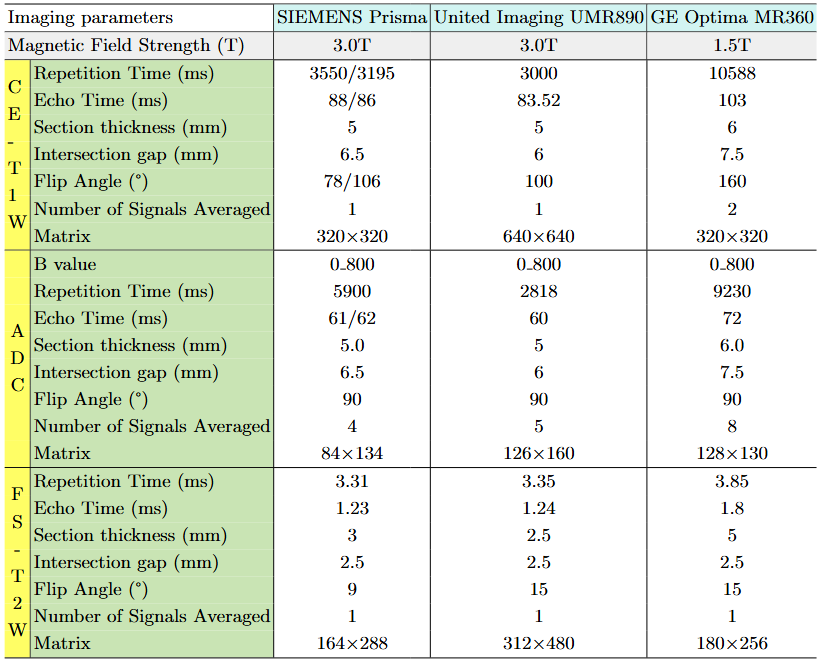 Imaging parameters SIEMENS Prisma United Imaging UMR890 GE Optima MR360
Magnetic Field Strength (T) 3.0T 3.0T 1.5T
CE-T1W
Repetition Time (ms) 3550/3195 3000 10588
Echo Time (ms) 88/86 83.52 103
Section thickness (mm) 5 5 6
Intersection gap (mm) 6.5 6 7.5
Flip Angle (°) 78/106 100 160
Number of Signals Averaged 1 1 2
Matrix 320×320 640×640 320×320
ADC
B value 0_800 0_800 0_800
Repetition Time (ms) 5900 2818 9230
Echo Time (ms) 61/62 60 72
Section thickness (mm) 5.0 5 6.0
Intersection gap (mm) 6.5 6 7.5
Flip Angle (°) 90 90 90
Number of Signals Averaged 4 5 8
Matrix 84×134 126×160 128×130
FS-T2W
Repetition Time (ms) 3.31 3.35 3.85
Echo Time (ms) 1.23 1.24 1.8
Section thickness (mm) 3 2.5 5
Intersection gap (mm) 2.5 2.5 2.5
Flip Angle (°) 9 15 15
Number of Signals Averaged 1 1 1
Matrix 164×288 312×480 180×256